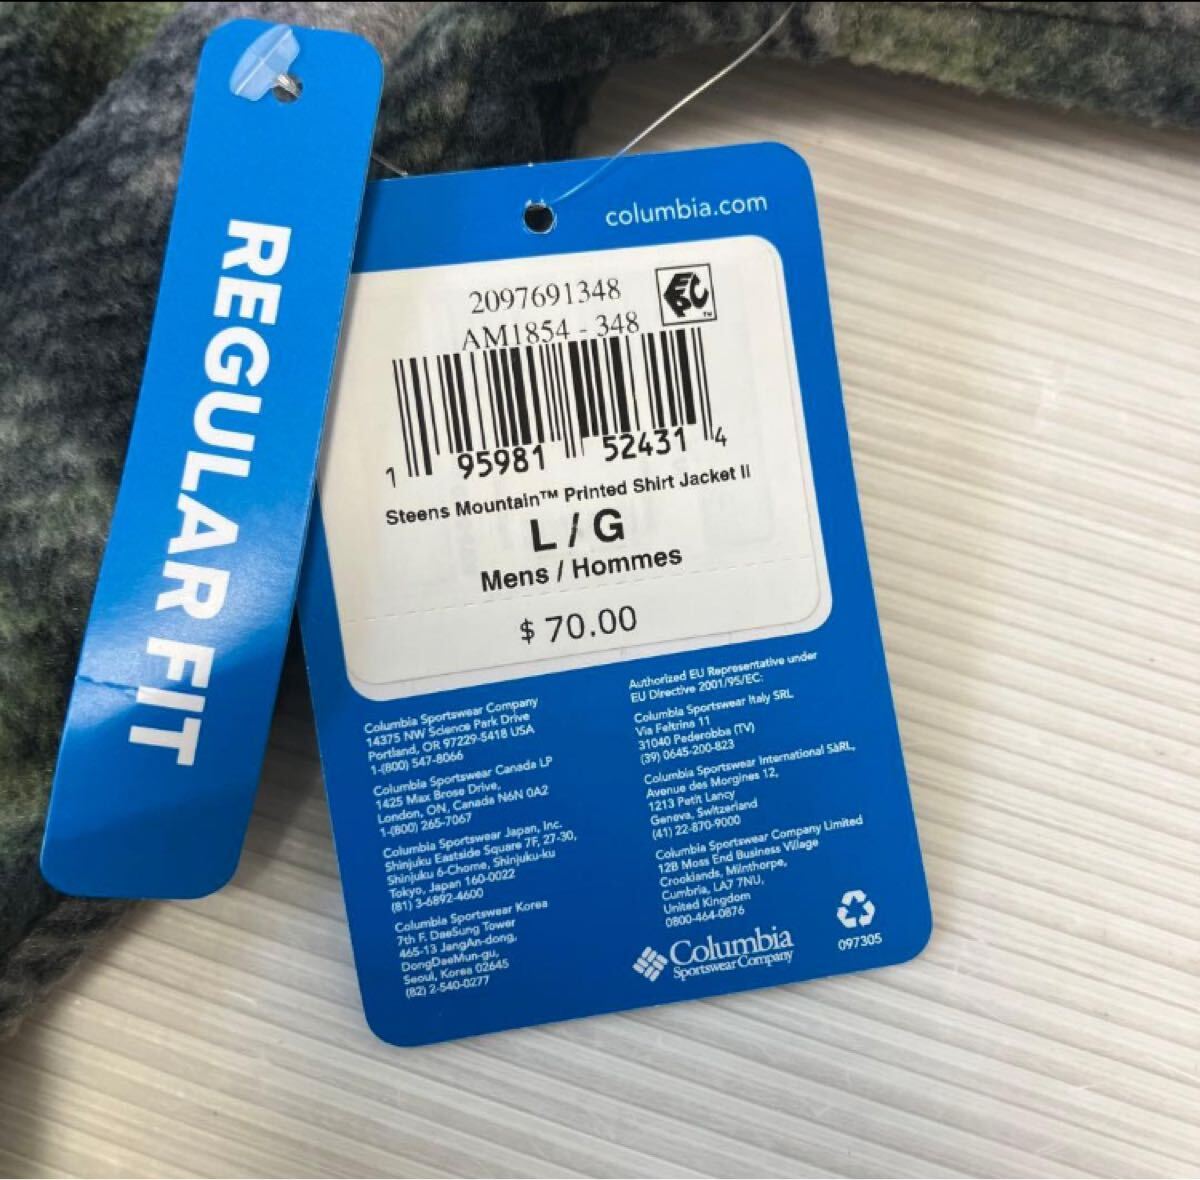 REGULAR FIT
columbia.com
2097691348
AM1854 - 348
EPC™
1 95981 52431 4
Steens Mountain™ Printed Shirt Jacket II
L / G
Mens / Hommes
$ 70.00
Columbia Sportswear Company
14375 NW Science Park Drive
Portland, OR 97229-5418 USA
1-(800) 547-8066
Columbia Sportswear Canada LP
1425 Max Brose Drive,
London, ON, Canada N6N 0A2
1-(800) 265-7067
Columbia Sportswear Japan, Inc.
Shinjuku Eastside Square 7F, 27-30,
Shinjuku 6-Chome, Shinjuku-ku
Tokyo, Japan 160-0022
(81) 3-6892-4600
Columbia Sportswear Korea
7th F. DaeSung Tower
465-13 JangAn-dong,
DongDaeMun-gu,
Seoul, Korea 02645
(82) 2-540-0277
Authorized EU Representative under
EU Directive 2001/95/EC:
Columbia Sportswear Italy SRL
Via Feltrina 11
31040 Pederobba (TV)
(39) 0645-200-823
Columbia Sportswear International SàRL,
Avenue des Morgines 12,
1213 Petit Lancy
Geneva, Switzerland
(41) 22-870-9000
Columbia Sportswear Company Limited
12B Moss End Business Village
Crooklands, Milnthorpe,
Cumbria, LA7 7NU,
United Kingdom
0800-464-0876
Columbia
Sportswear Company
097305